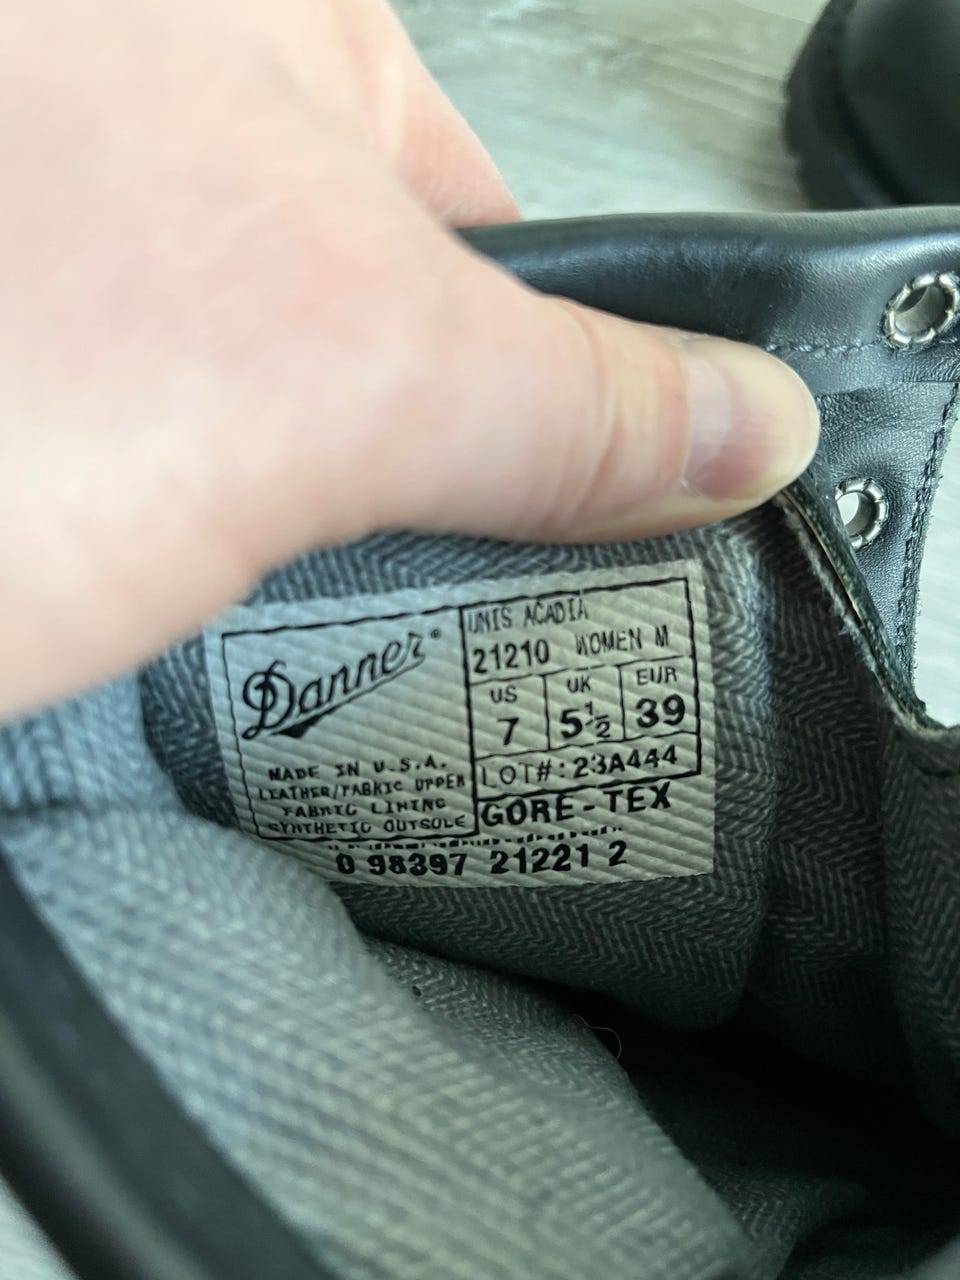 Danner®
MADE IN U.S.A.
LEATHER/FABRIC UPPER
FABRIC LINING
SYNTHETIC OUTSOLE
UNIS ACADIA
21210 WOMEN M
US UK EUR
7 5½ 39
LOT#:23A444
GORE-TEX
0 98397 21221 2